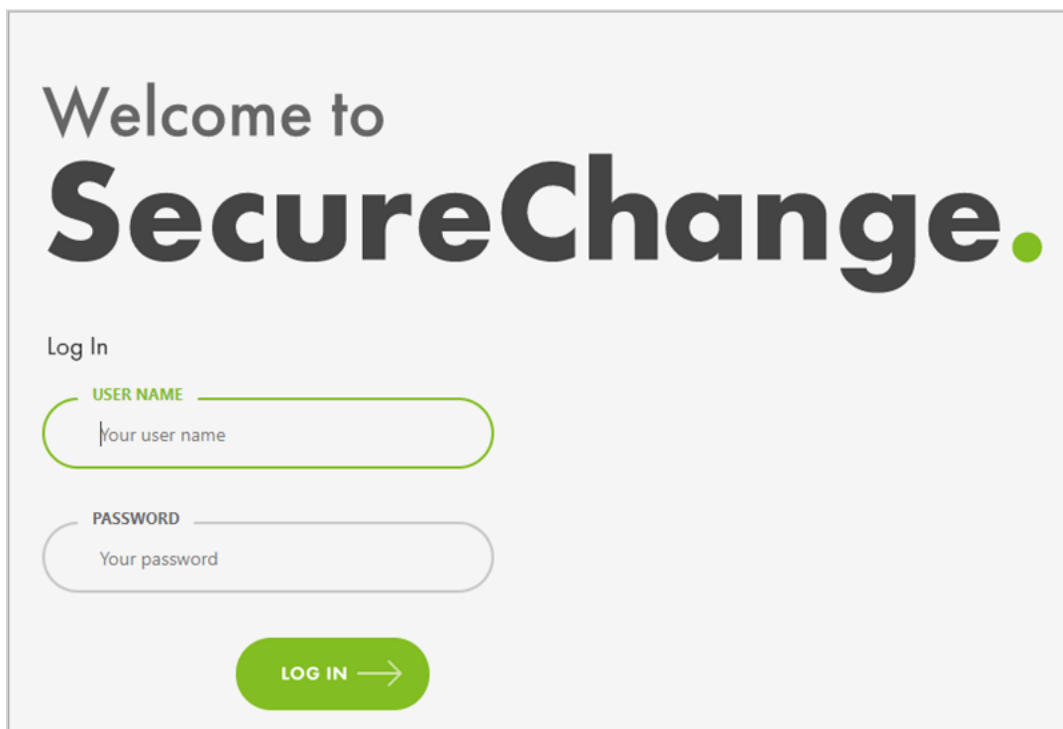 Welcome to
SecureChange.
Log In
USER NAME
Your user name
PASSWORD
Your password
LOG IN